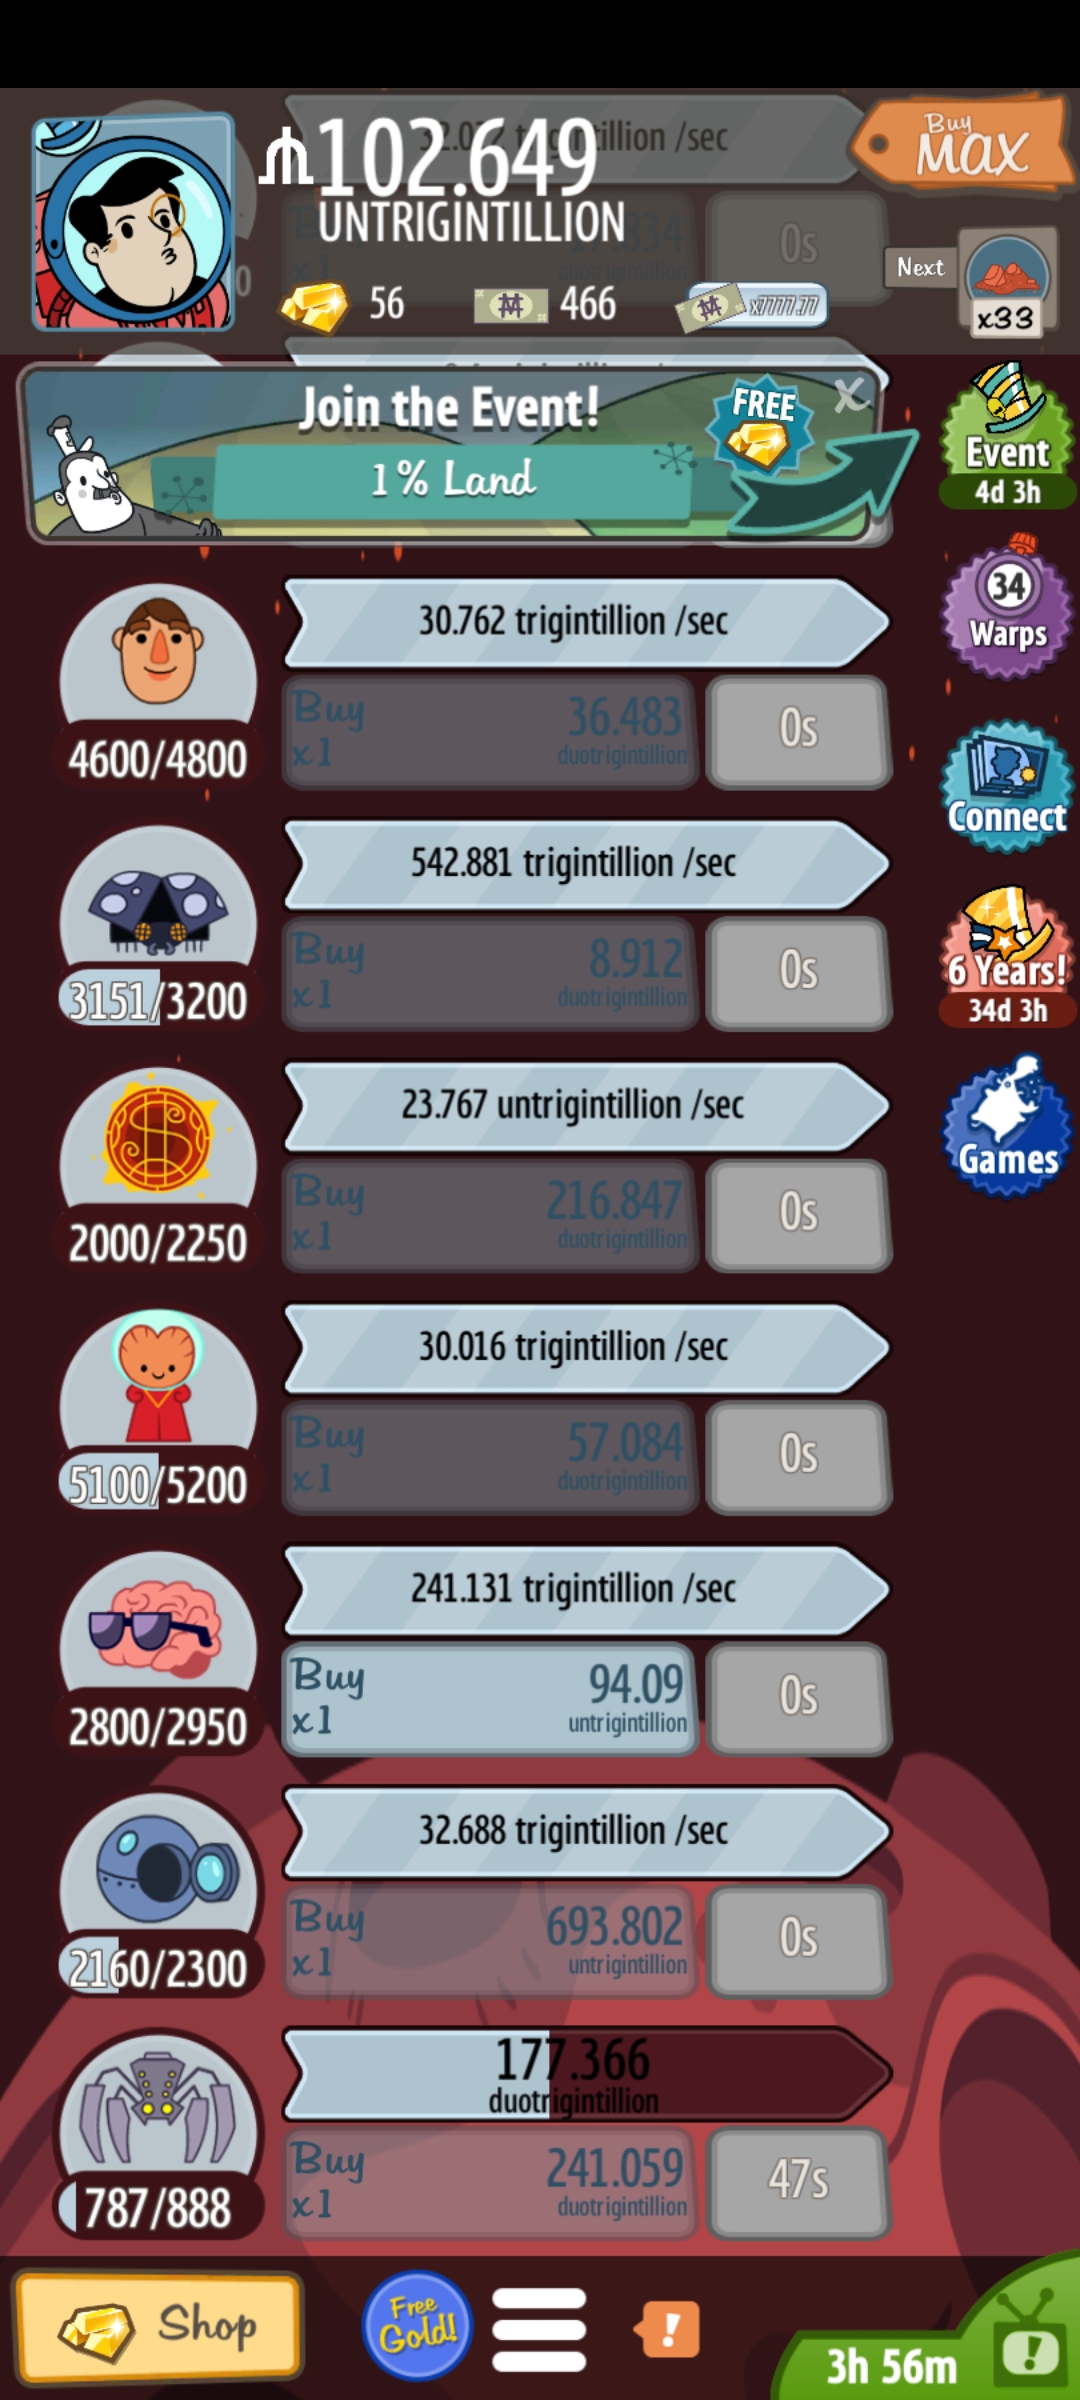 Buy
MAX
102.649
UNTRIGINTILLION
/sec
0s
56
466
x7777.77
Next
x33
Join the Event!
1% Land
FREE
X
Event
4d 3h
30.762 trigintillion /sec
Buy
x1
36.483
duotrigintillion
0s
4600/4800
34
Warps
Connect
542.881 trigintillion /sec
Buy
x1
8.912
duotrigintillion
0s
3151/3200
6 Years!
34d 3h
23.767 untrigintillion /sec
Buy
x1
216.847
duotrigintillion
0s
2000/2250
Games
30.016 trigintillion /sec
Buy
x1
57.084
duotrigintillion
0s
5100/5200
241.131 trigintillion /sec
Buy
x1
94.09
untrigintillion
0s
2800/2950
32.688 trigintillion /sec
Buy
x1
693.802
untrigintillion
0s
2160/2300
177.366
duotrigintillion
Buy
x1
241.059
duotrigintillion
47s
787/888
Shop
Free
Gold!
!
3h 56m
!